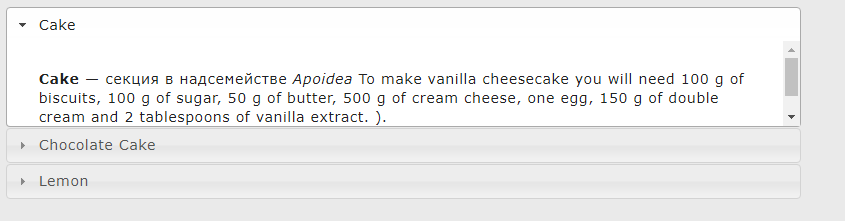 Cake
Cake — секция в надсемействе Apoidea To make vanilla cheesecake you will need 100 g of
biscuits, 100 g of sugar, 50 g of butter, 500 g of cream cheese, one egg, 150 g of double
cream and 2 tablespoons of vanilla extract. ).
Chocolate Cake
Lemon